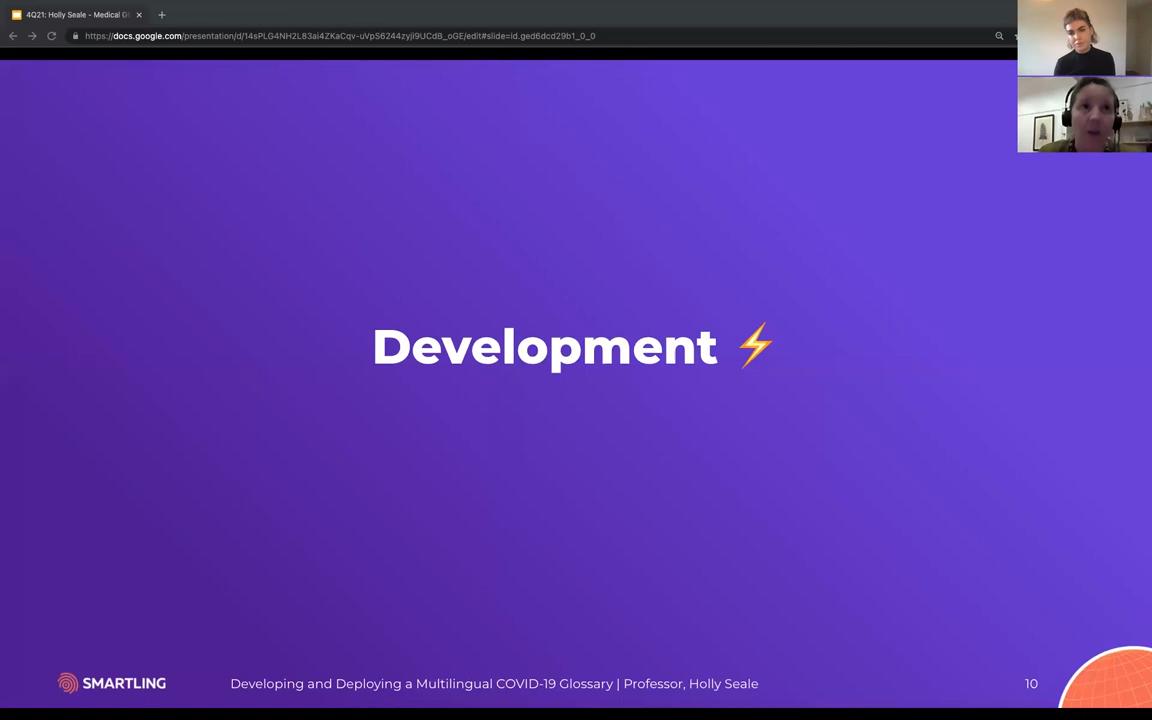 4Q21: Holly Seale - Medical G
https://docs.google.com/presentation/d/14sPLG4NH2L83ai4ZKaCqv-uVpS6244zyji9UCdB_oGE/edit#slide=id.ged6dcd29b1_0_0
Development ⚡
SMARTLING
Developing and Deploying a Multilingual COVID-19 Glossary | Professor, Holly Seale
10